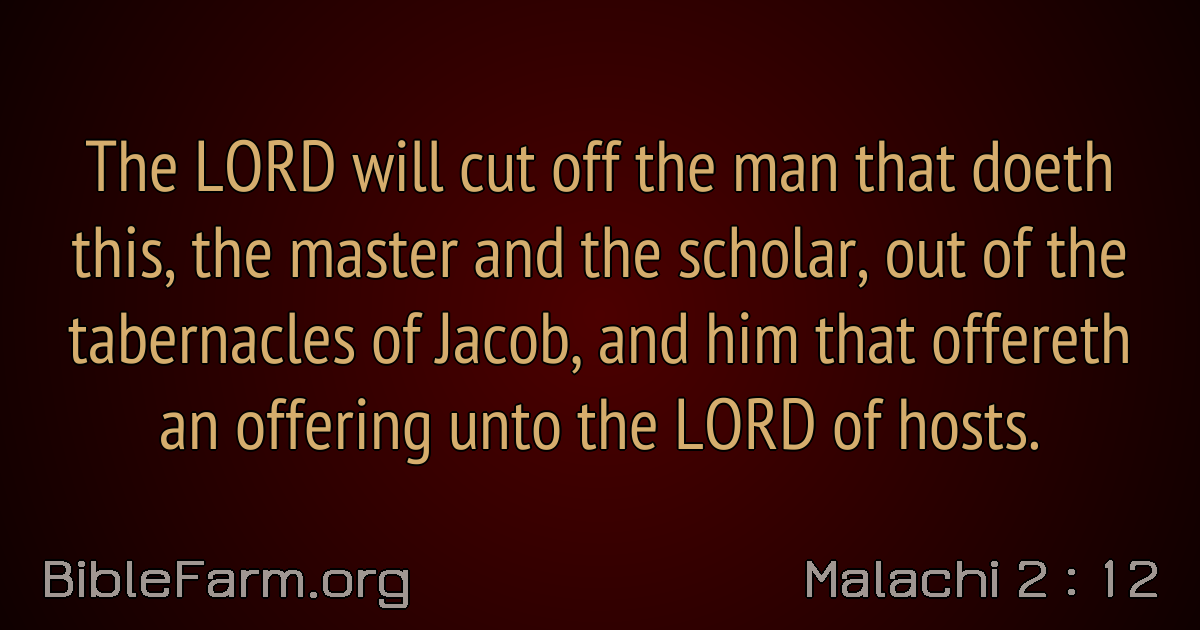 The LORD will cut off the man that doeth
this, the master and the scholar, out of the
tabernacles of Jacob, and him that offereth
an offering unto the LORD of hosts.
BibleFarm.org
Malachi 2 : 12